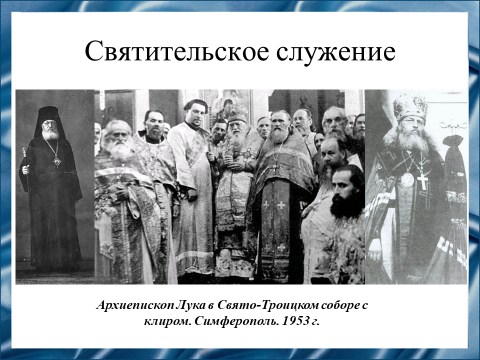 Святительское служение
Архиепископ Лука в Свято-Троицком соборе с
клиром. Симферополь. 1953 г.